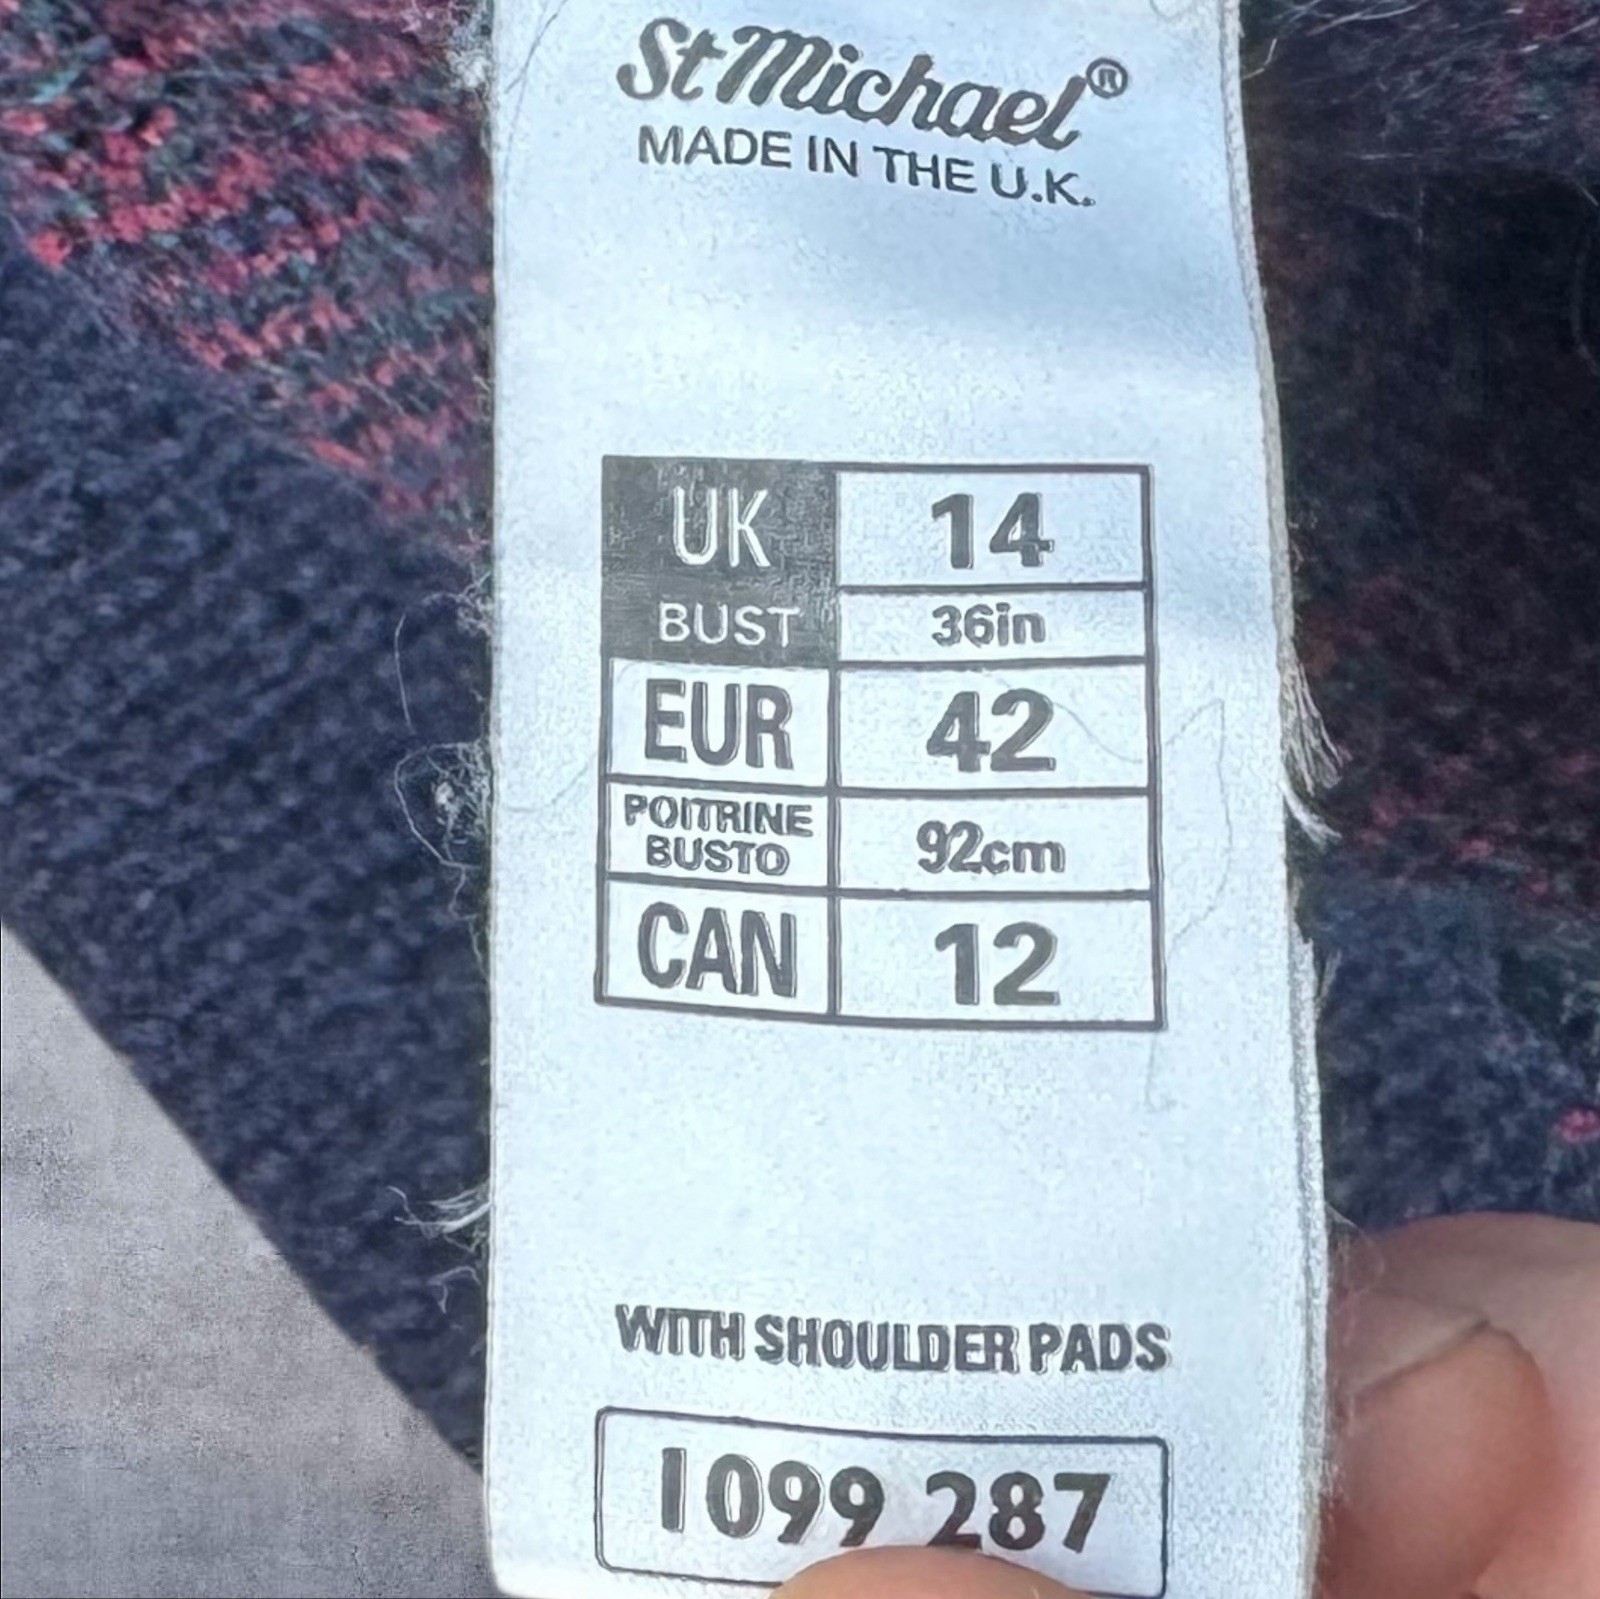 St Michael®
MADE IN THE U.K.
UK 14
BUST 36in
EUR 42
POITRINE
BUSTO 92cm
CAN 12
WITH SHOULDER PADS
1099 287